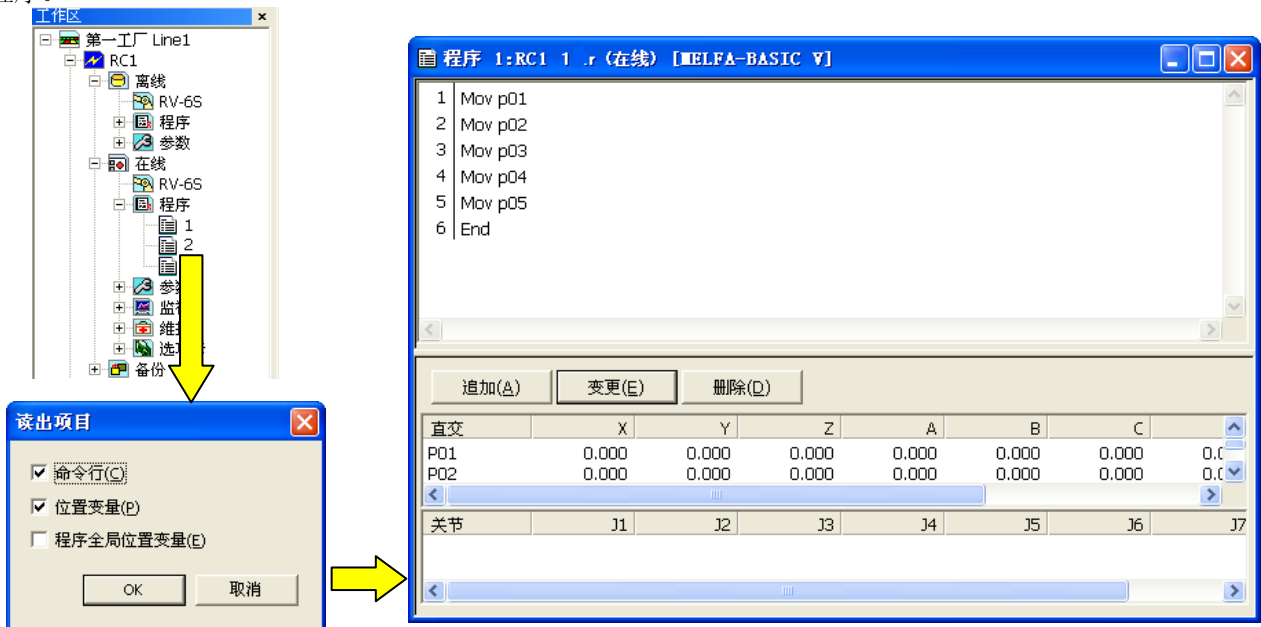 工作区
第一工厂 Line1
RC1
离线
RV-6S
程序
参数
在线
RV-6S
程序
1
2
备份
读出项目
命令行(C)
位置变量(P)
程序全局位置变量(E)
OK 取消
程序 1:RC1 1 .r (在线) [MELFA-BASIC V]
1 Mov p01
2 Mov p02
3 Mov p03
4 Mov p04
5 Mov p05
6 End
追加(A) 变更(E) 删除(D)
直交 X Y Z A B C
P01 0.000 0.000 0.000 0.000 0.000 0.000
P02 0.000 0.000 0.000 0.000 0.000 0.000
关节 J1 J2 J3 J4 J5 J6 J7